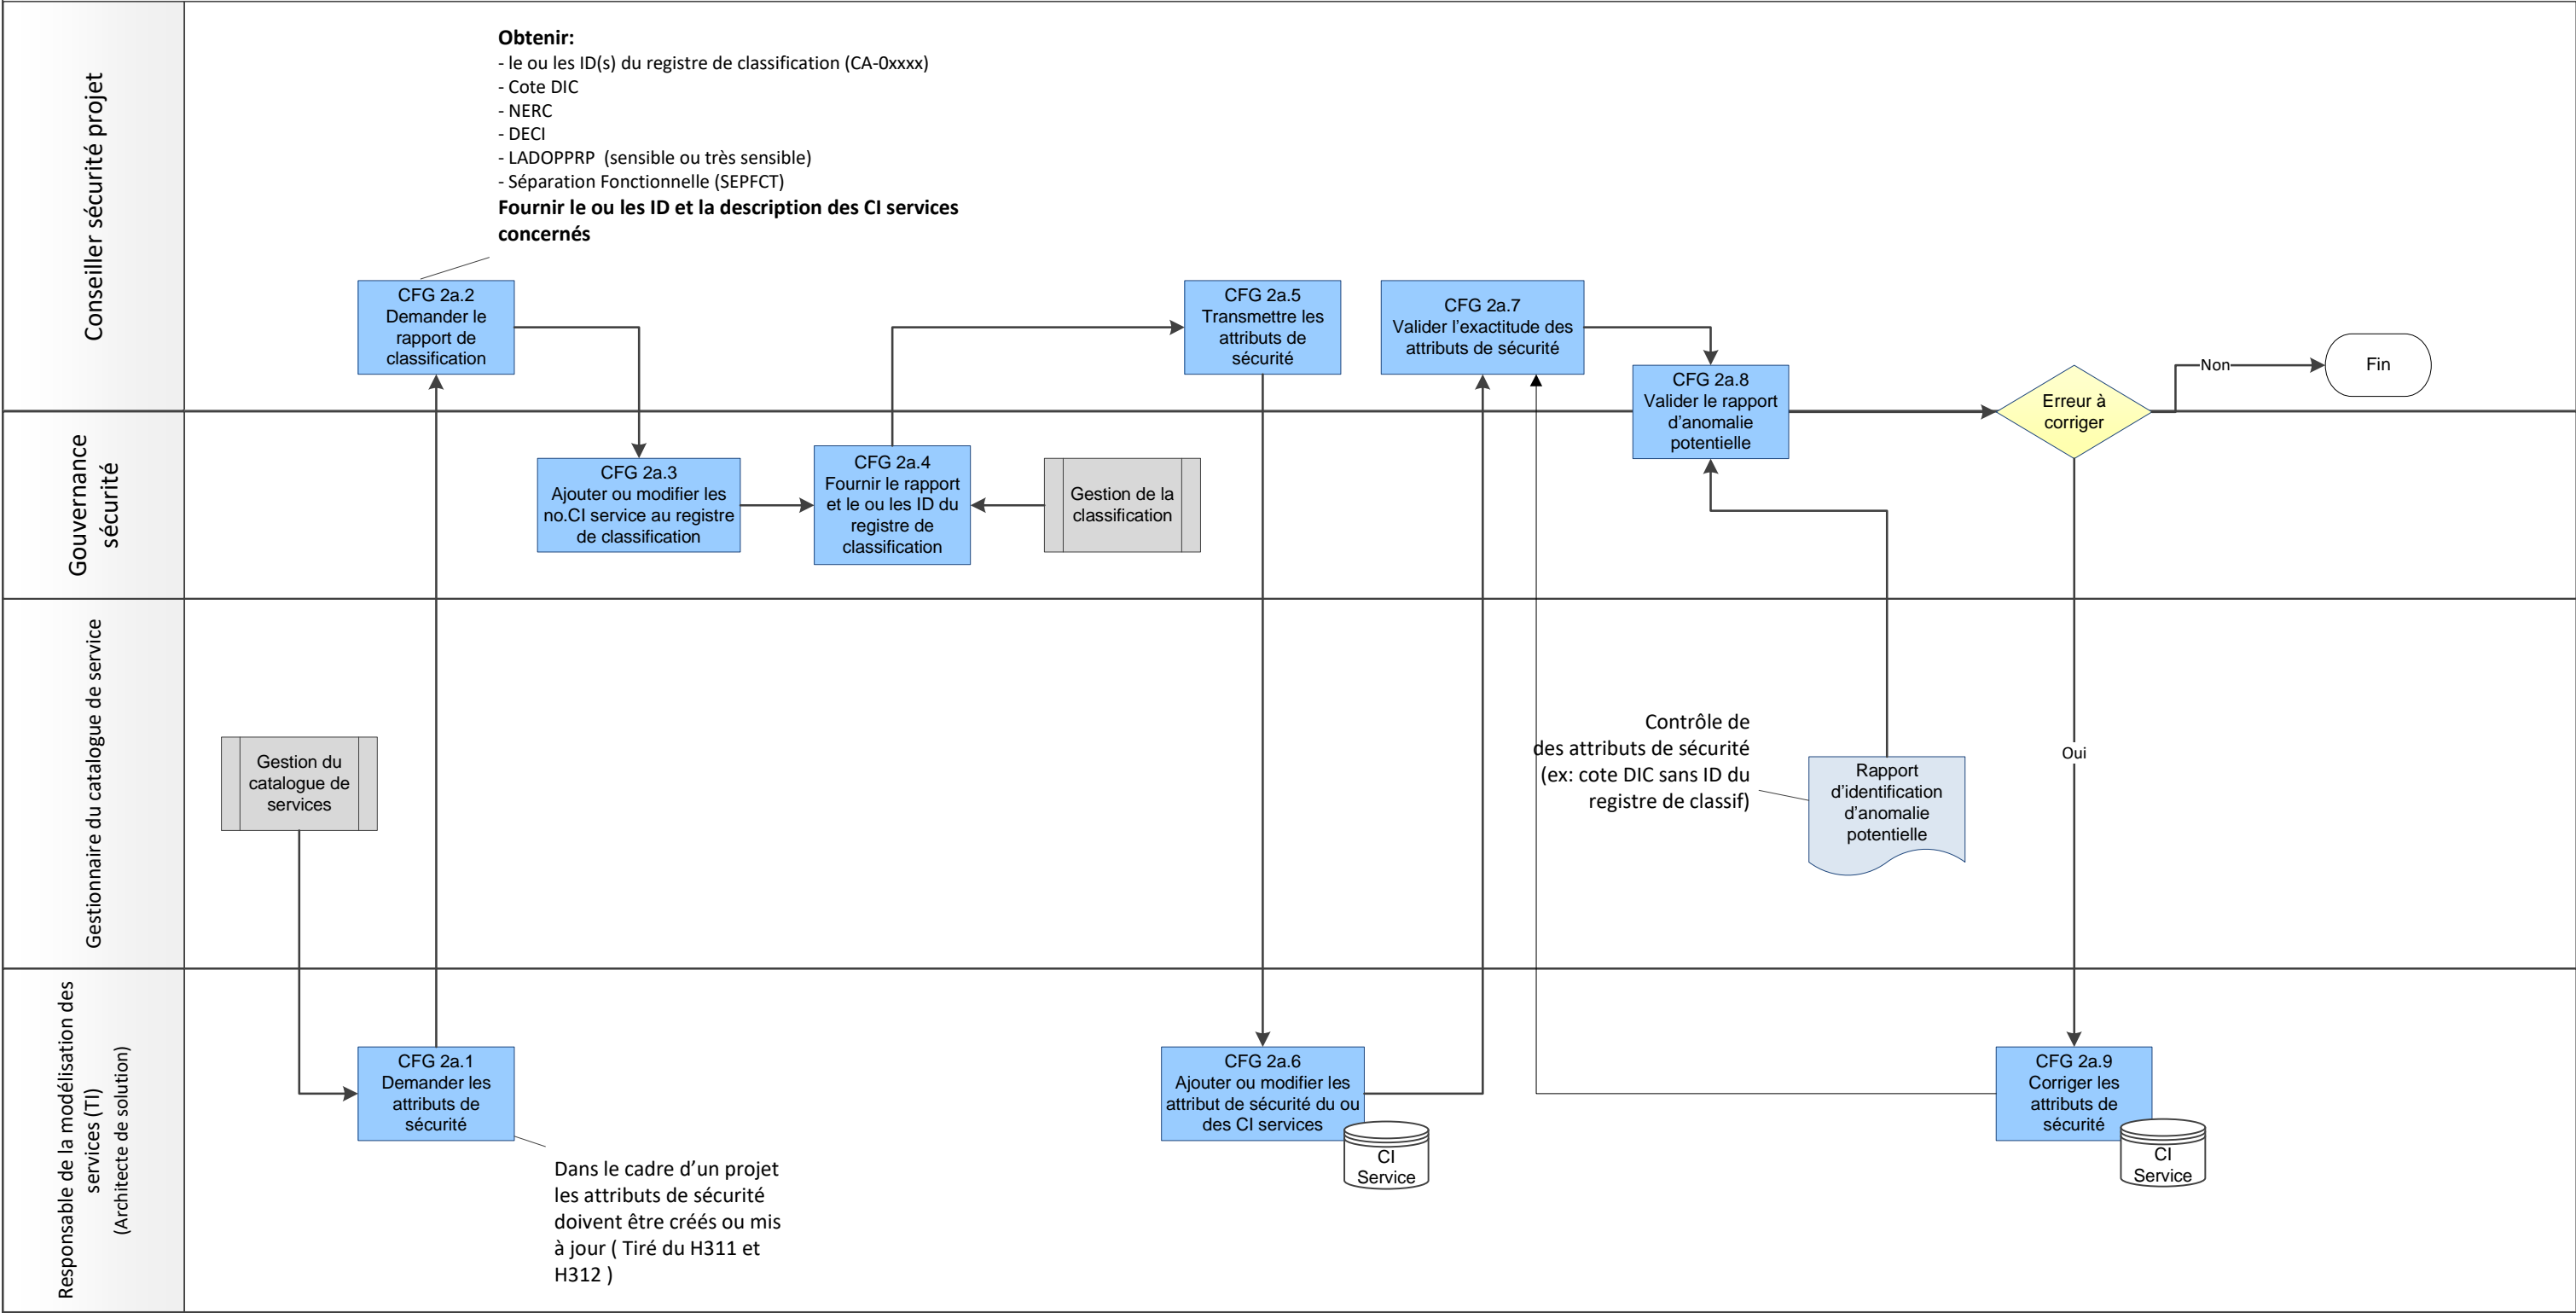 Conseiller sécurité projet
Obtenir:
- le ou les ID(s) du registre de classification (CA-0xxxx)
- Cote DIC
- NERC
- DECI
- LADOPPRP  (sensible ou très sensible)
- Séparation Fonctionnelle (SEPFCT)
Fournir le ou les ID et la description des CI services
concernés
CFG 2a.2
Demander le
rapport de
classification
CFG 2a.5
Transmettre les
attributs de
sécurité
CFG 2a.7
Valider l’exactitude des
attributs de sécurité
CFG 2a.8
Valider le rapport
d’anomalie
potentielle
Erreur à
corriger
Non
Fin
Gouvernance
sécurité
CFG 2a.3
Ajouter ou modifier les
no.CI service au registre
de classification
CFG 2a.4
Fournir le rapport
et le ou les ID du
registre de
classification
Gestion de la
classification
Gestionnaire du catalogue de service
Gestion du
catalogue de
services
Contrôle de
des attributs de sécurité
(ex: cote DIC sans ID du
registre de classif)
Rapport
d’identification
d’anomalie
potentielle
Oui
Responsable de la modélisation des
services (TI)
(Architecte de solution)
CFG 2a.1
Demander les
attributs de
sécurité
Dans le cadre d’un projet
les attributs de sécurité
doivent être créés ou mis
à jour ( Tiré du H311 et
H312 )
CFG 2a.6
Ajouter ou modifier les
attribut de sécurité du ou
des CI services
CI
Service
CFG 2a.9
Corriger les
attributs de
sécurité
CI
Service